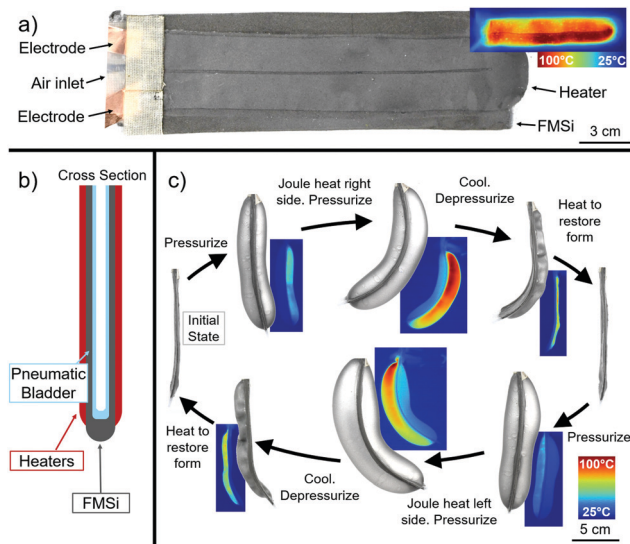 a)
Electrode
Air inlet
Electrode
100°C 25°C
Heater
FMSi
3 cm
b)
Cross Section
Pneumatic
Bladder
Heaters
FMSi
c)
Initial
State
Pressurize
Joule heat right
side. Pressurize
Cool.
Depressurize
Heat to
restore
form
Pressurize
Joule heat left
side. Pressurize
Cool.
Depressurize
Heat to
restore
form
100°C
25°C
5 cm